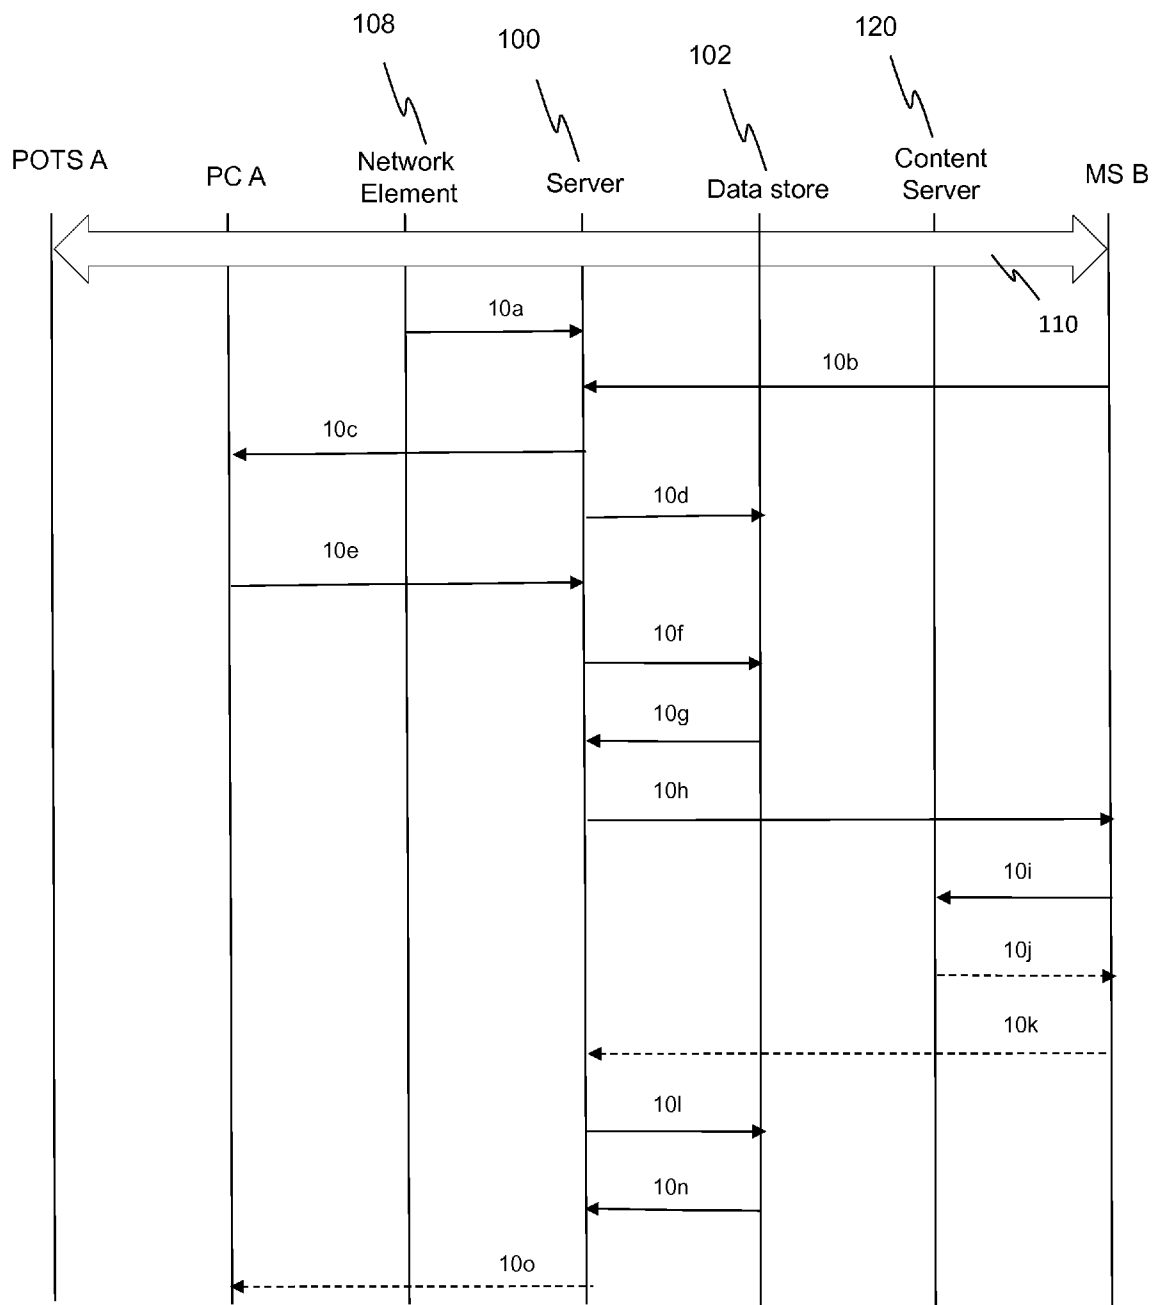 108
100
102
120
POTS A
PC A
Network
Element
Server
Data store
Content
Server
MS B
110
10a
10b
10c
10d
10e
10f
10g
10h
10i
10j
10k
10l
10n
10o